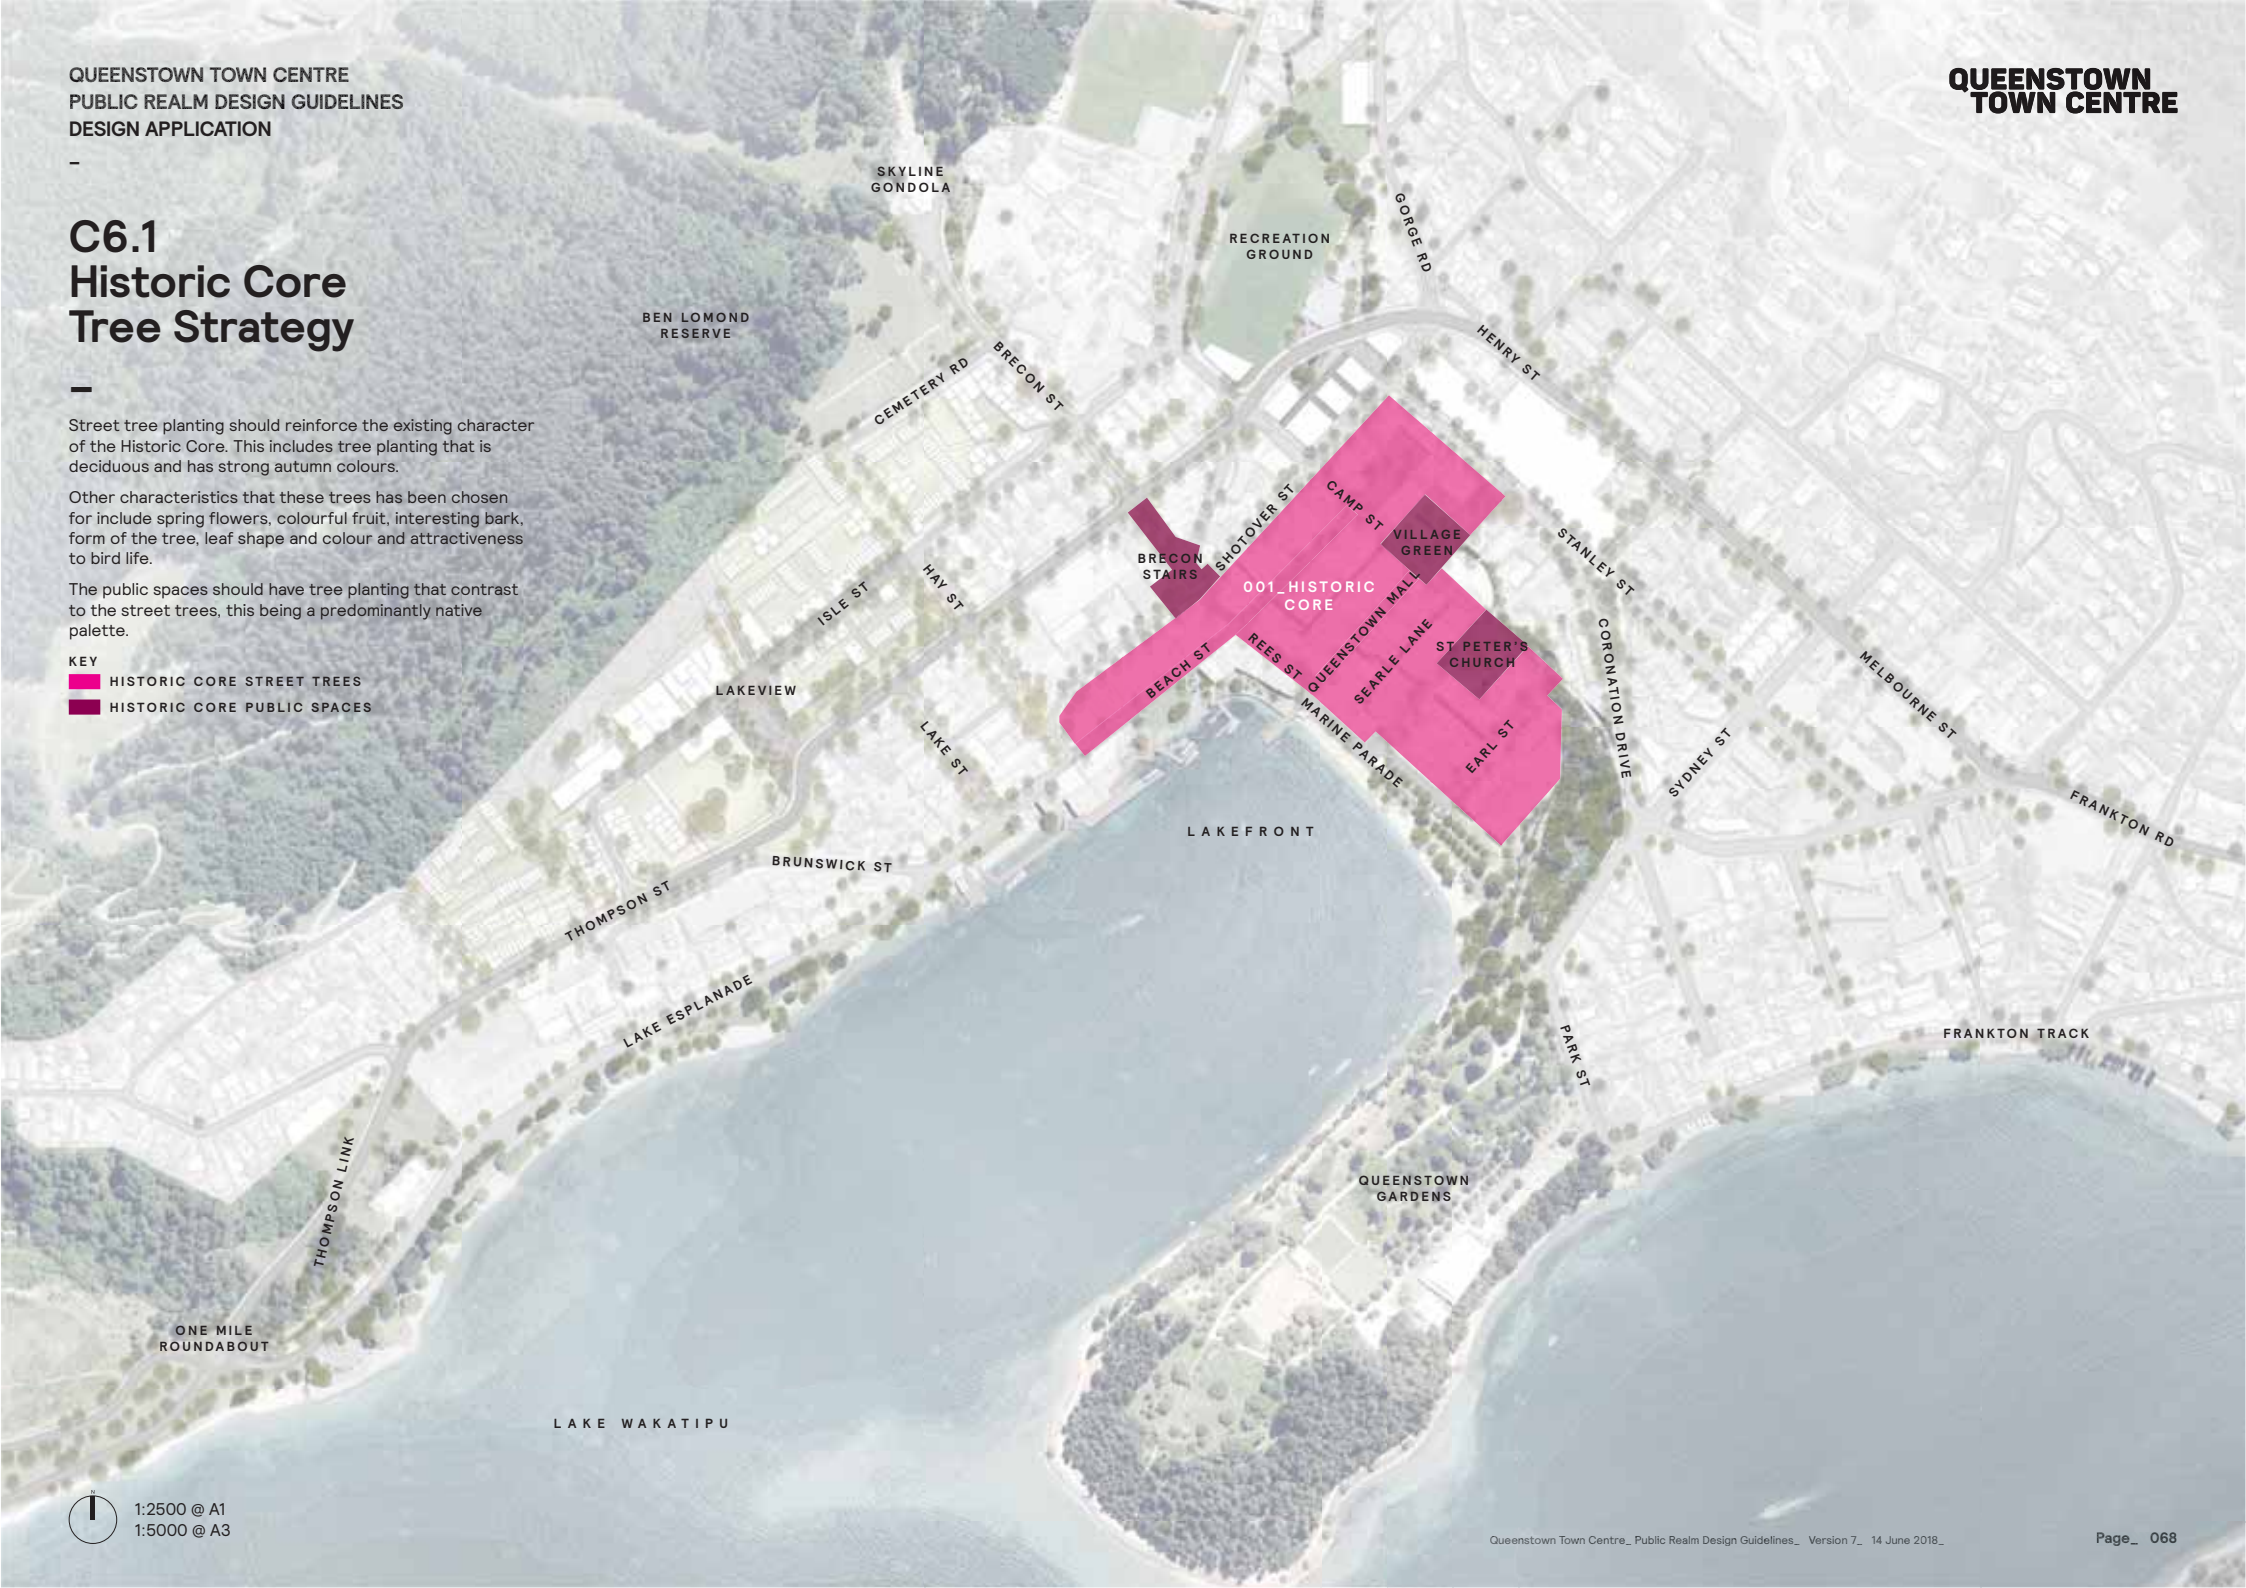 QUEENSTOWN TOWN CENTRE
PUBLIC REALM DESIGN GUIDELINES
DESIGN APPLICATION
–
QUEENSTOWN
TOWN CENTRE
C6.1
Historic Core
Tree Strategy
–
Street tree planting should reinforce the existing character
of the Historic Core. This includes tree planting that is
deciduous and has strong autumn colours.
Other characteristics that these trees has been chosen
for include spring flowers, colourful fruit, interesting bark,
form of the tree, leaf shape and colour and attractiveness
to bird life.
The public spaces should have tree planting that contrast
to the street trees, this being a predominantly native
palette.
KEY
HISTORIC CORE STREET TREES
HISTORIC CORE PUBLIC SPACES
SKYLINE
GONDOLA
RECREATION
GROUND
GORGE RD
BEN LOMOND
RESERVE
HENRY ST
CEMETERY RD
BRECON ST
CAMP ST
SHOTOVER ST
VILLAGE
GREEN
BRECON
STAIRS
STANLEY ST
001_HISTORIC
CORE
HAY ST
ISLE ST
QUEENSTOWN MALL
SEARLE LANE
REES ST
ST PETER'S
CHURCH
BEACH ST
CORONATION DRIVE
MELBOURNE ST
LAKEVIEW
MARINE PARADE
EARL ST
LAKE ST
SYDNEY ST
FRANKTON RD
LAKEFRONT
BRUNSWICK ST
THOMPSON ST
LAKE ESPLANADE
PARK ST
FRANKTON TRACK
THOMPSON LINK
QUEENSTOWN
GARDENS
ONE MILE
ROUNDABOUT
LAKE WAKATIPU
N
1:2500 @ A1
1:5000 @ A3
Queenstown Town Centre_ Public Realm Design Guidelines_ Version 7_ 14 June 2018_
Page_ 068